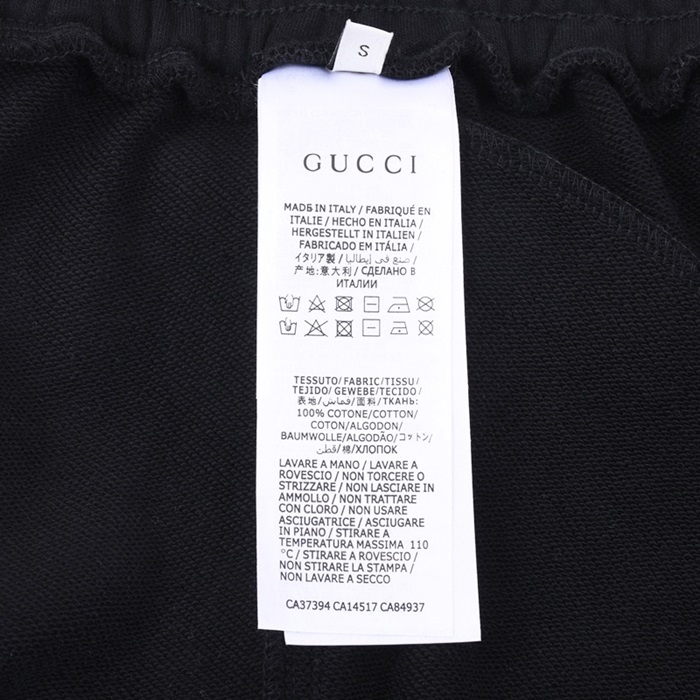 S
GUCCI
MADE IN ITALY / FABRIQUÉ EN
ITALIE / HECHO EN ITALIA /
HERGESTELLT IN ITALIEN /
FABRICADO EM ITÁLIA /
イタリア製 / صنع في إيطاليا /
产地:意大利 / СДЕЛАНО В
ИТАЛИИ
TESSUTO/FABRIC/TISSU/
TEJIDO/GEWEBE/TECIDO/
表地/قماش/面料/ТКАНЬ:
100% COTONE/COTTON/
COTON/ALGODON/
BAUMWOLLE/ALGODÃO/コットン/
قطن/棉/ХЛОПОК
LAVARE A MANO / LAVARE A
ROVESCIO / NON TORCERE O
STRIZZARE / NON LASCIARE IN
AMMOLLO / NON TRATTARE
CON CLORO / NON USARE
ASCIUGATRICE / ASCIUGARE
IN PIANO / STIRARE A
TEMPERATURA MASSIMA 110
°C / STIRARE A ROVESCIO /
NON STIRARE LA STAMPA /
NON LAVARE A SECCO
CA37394 CA14517 CA84937